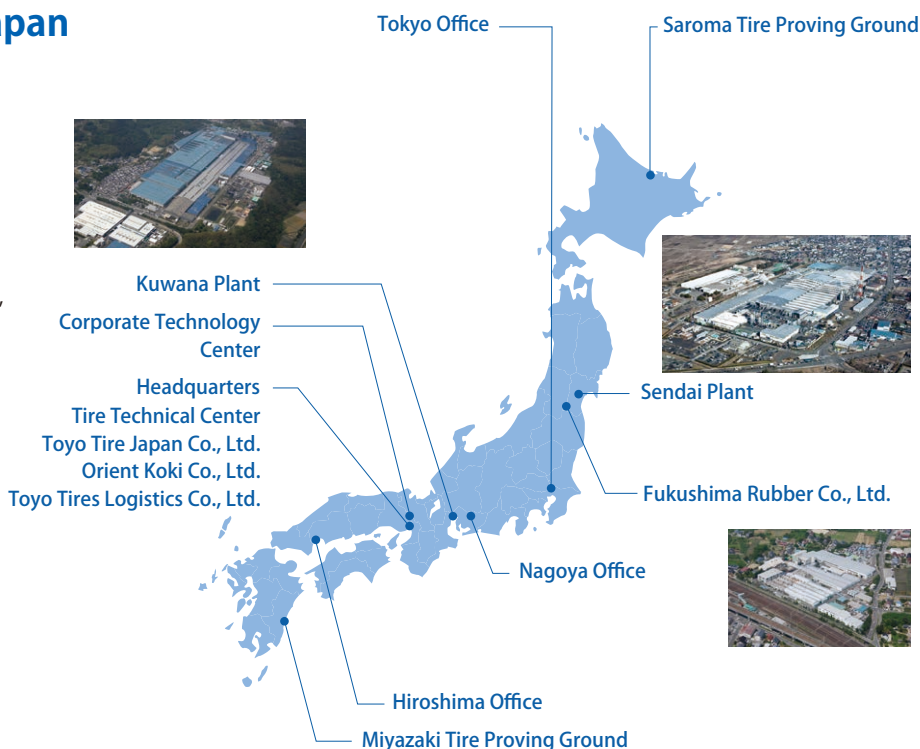 apan
Tokyo Office
Saroma Tire Proving Ground
Kuwana Plant
,
Corporate Technology
Center
Headquarters
Tire Technical Center
Toyo Tire Japan Co., Ltd.
Orient Koki Co., Ltd.
Toyo Tires Logistics Co., Ltd.
Sendai Plant
Fukushima Rubber Co., Ltd.
Nagoya Office
Hiroshima Office
Miyazaki Tire Proving Ground